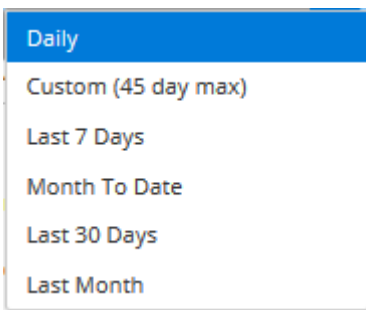 Daily
Custom (45 day max)
Last 7 Days
Month To Date
Last 30 Days
Last Month